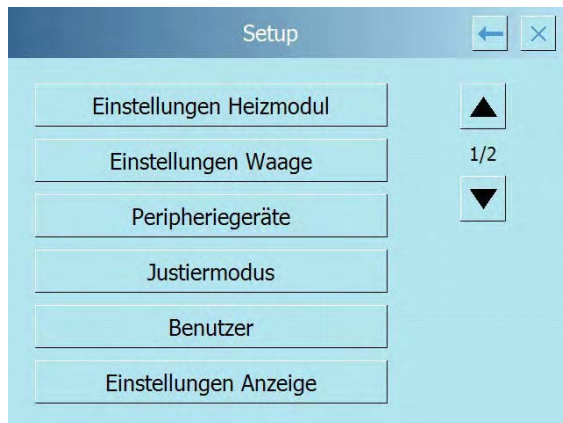 Setup
Einstellungen Heizmodul
Einstellungen Waage
1/2
Peripheriegeräte
Justiermodus
Benutzer
Einstellungen Anzeige